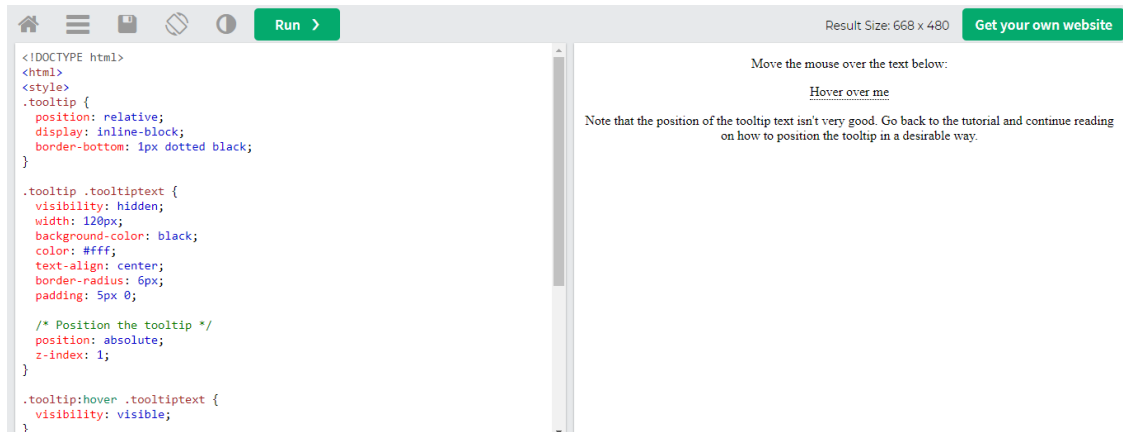 Run ❯
Result Size: 668 x 480
Get your own website
<!DOCTYPE html>
<html>
<style>
.tooltip {
  position: relative;
  display: inline-block;
  border-bottom: 1px dotted black;
}
.tooltip .tooltiptext {
  visibility: hidden;
  width: 120px;
  background-color: black;
  color: #fff;
  text-align: center;
  border-radius: 6px;
  padding: 5px 0;
  /* Position the tooltip */
  position: absolute;
  z-index: 1;
}
.tooltip:hover .tooltiptext {
  visibility: visible;
}
Move the mouse over the text below:
Hover over me
Note that the position of the tooltip text isn't very good. Go back to the tutorial and continue reading
on how to position the tooltip in a desirable way.